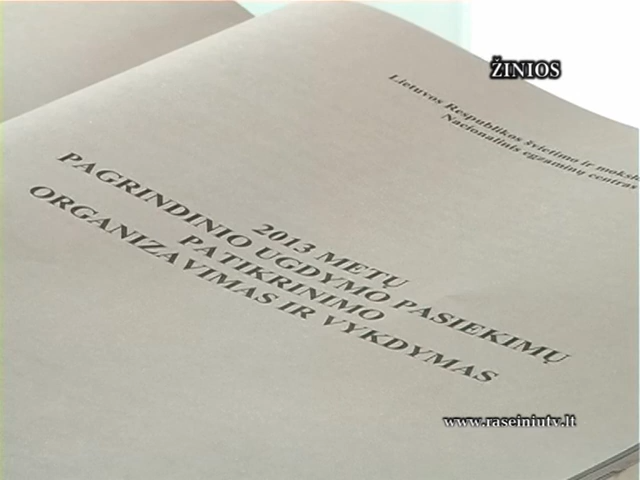 ŽINIOS
Lietuvos Respublikos švietimo ir moksl
Nacionalinis egzaminų centras
2013 METŲ
PAGRINDINIO UGDYMO PASIEKIMŲ
PATIKRINIMO
ORGANIZAVIMAS IR VYKDYMAS
www.raseiniutv.lt